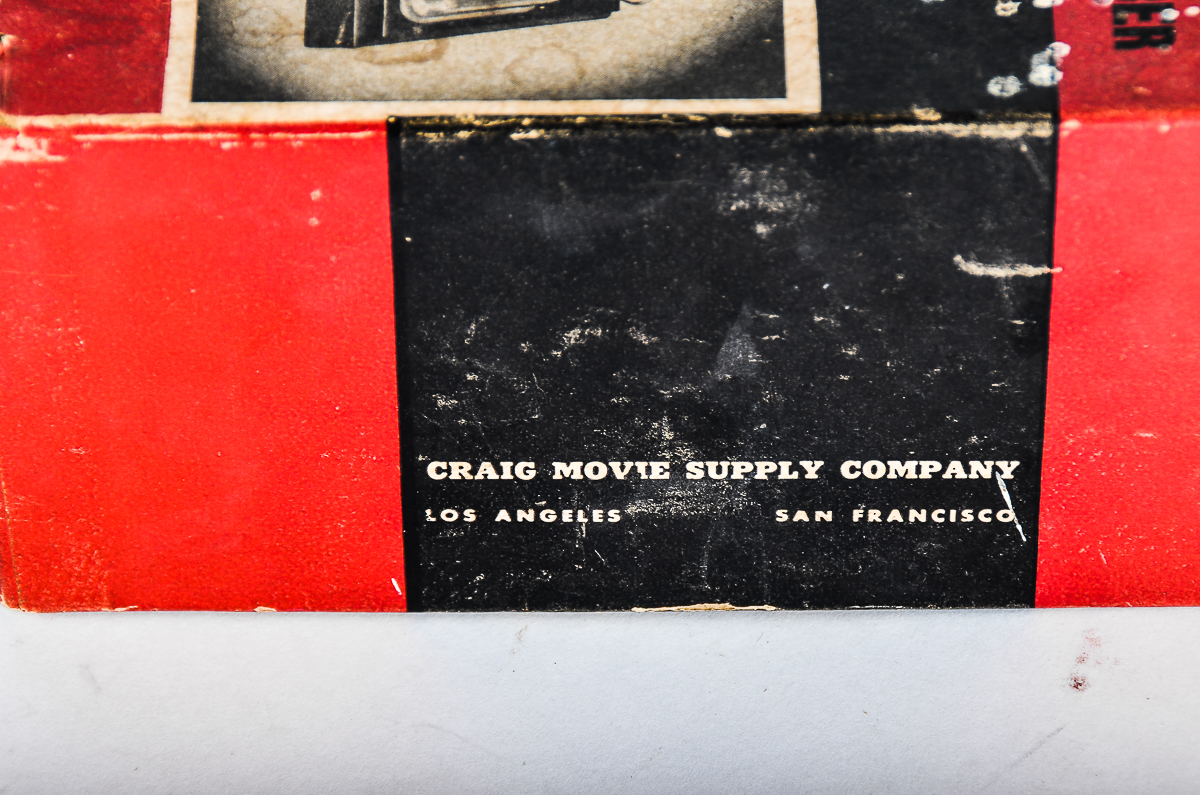 CRAIG MOVIE SUPPLY COMPANY
LOS ANGELES SAN FRANCISCO